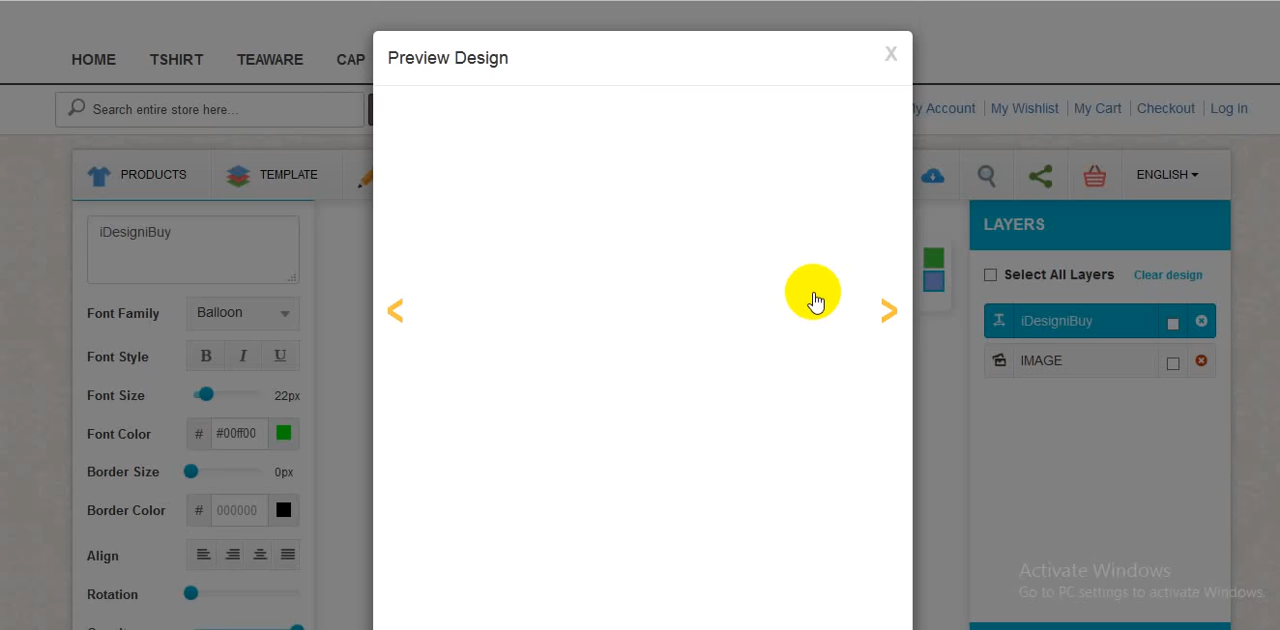 Preview Design X
HOME TSHIRT TEAWARE CAP
Search entire store here...
My Account My Wishlist My Cart Checkout Log In
PRODUCTS TEMPLATE ENGLISH
iDesigniBuy
Font Family Balloon
Font Style B I U
Font Size 22px
Font Color # #00ff00
Border Size 0px
Border Color # 000000
Align
Rotation
< >
LAYERS
Select All Layers Clear design
iDesigniBuy
IMAGE
Activate Windows
Go to PC settings to activate Windows.